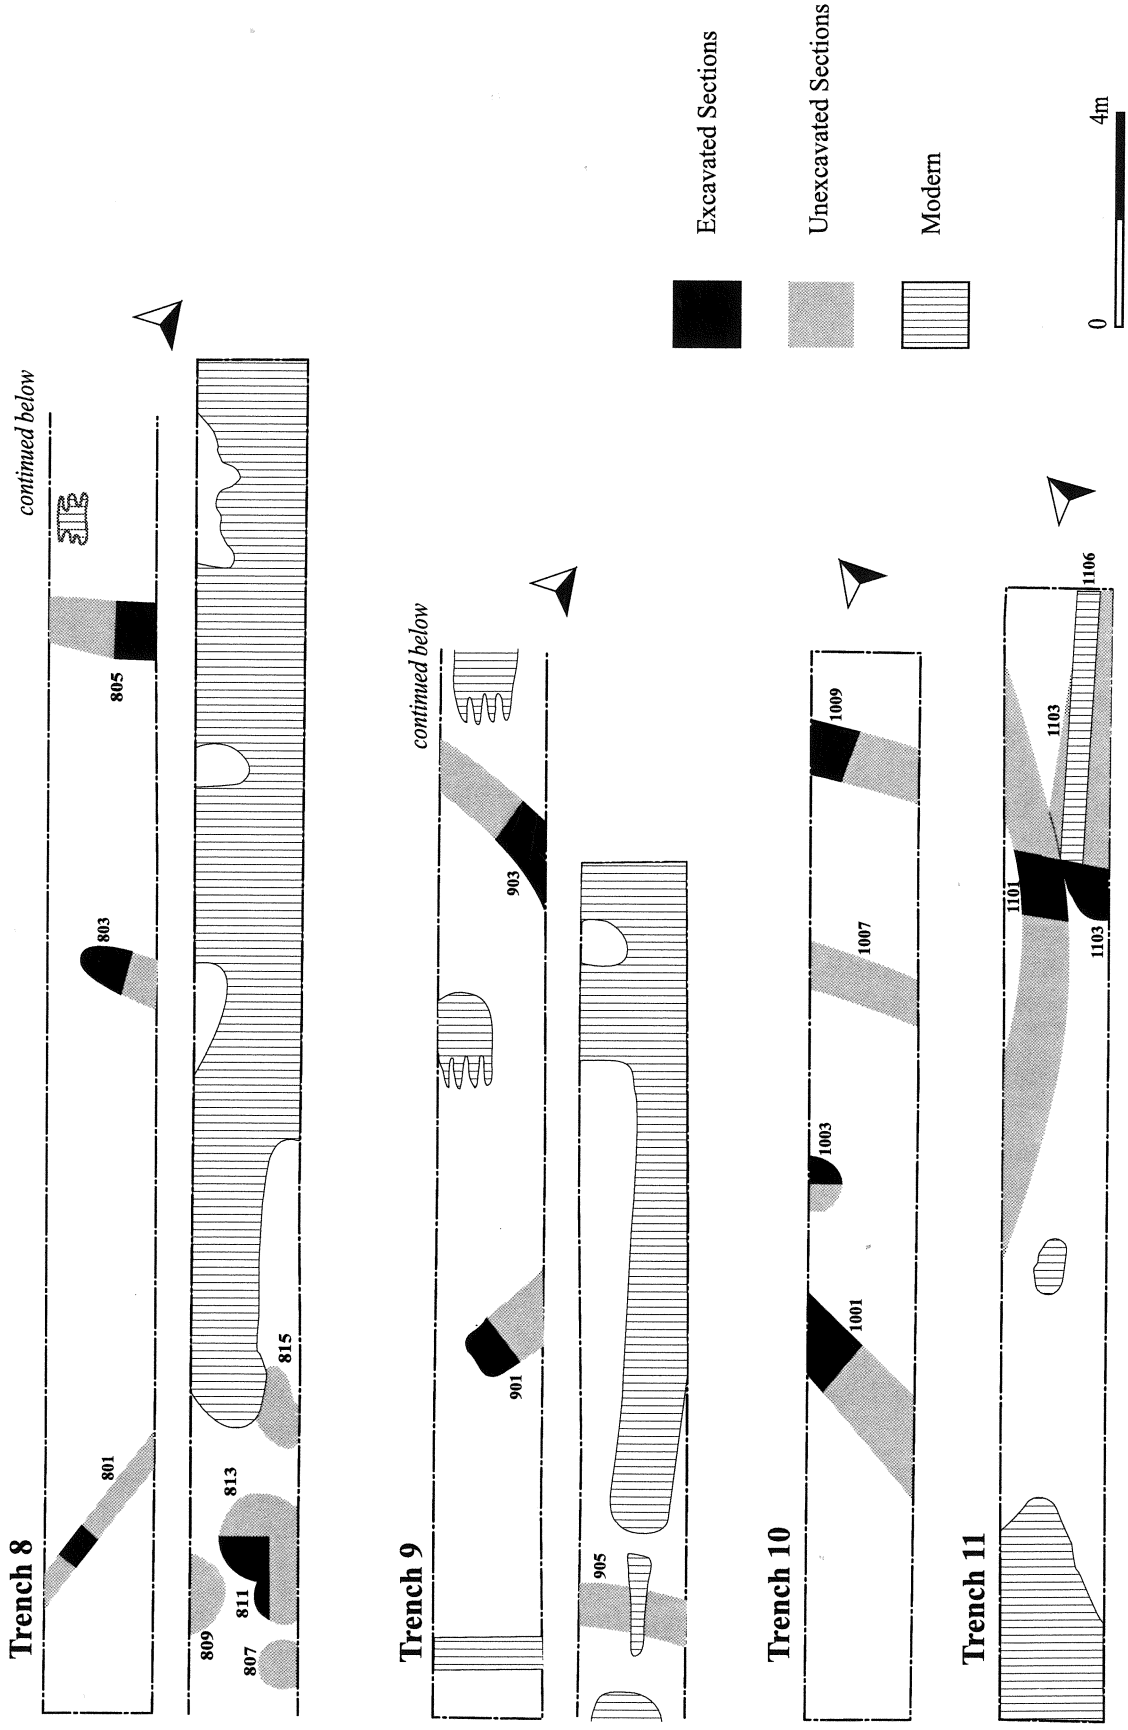 Trench 8
continued below
801
803
805
807
809
811
813
815
Trench 9
continued below
901
903
905
Trench 10
1001
1003
1007
1009
Trench 11
1101
1103
1103
1106
Excavated Sections
Unexcavated Sections
Modern
0
4m